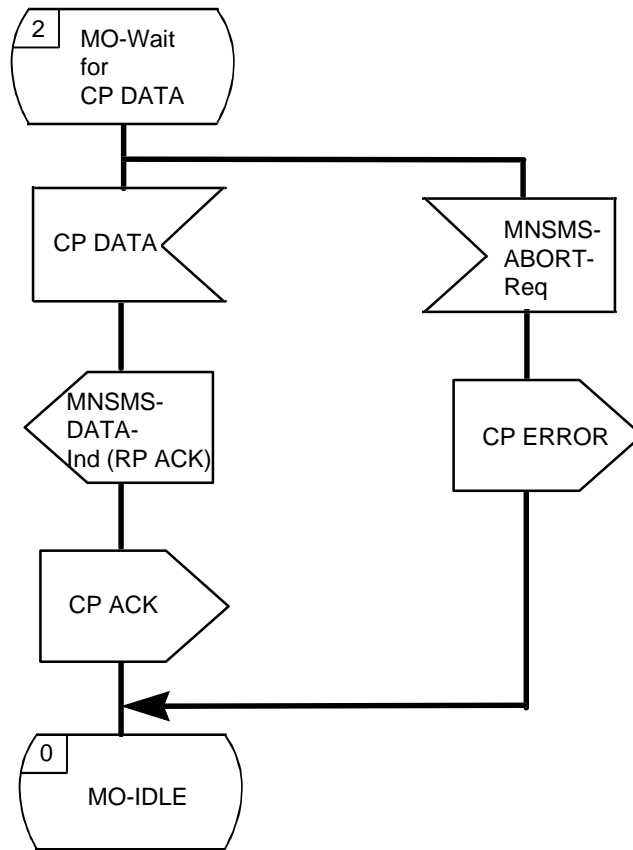 2
MO-Wait
for
CP DATA
CP DATA
MNSMS-
ABORT-
Req
MNSMS-
DATA-
Ind (RP ACK)
CP ERROR
CP ACK
0
MO-IDLE